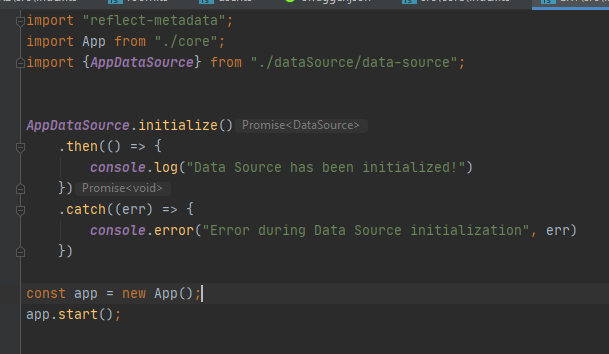 import "reflect-metadata";
import App from "./core";
import {AppDataSource} from "./dataSource/data-source";
AppDataSource.initialize() Promise<DataSource>
.then(() => {
console.log("Data Source has been initialized!")
}) Promise<void>
.catch((err) => {
console.error("Error during Data Source initialization", err)
})
const app = new App();
app.start();